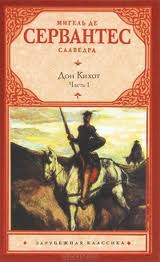 МИГЕЛЬ ДЕ
СЕРВАНТЕС
СААВЕДРА
Дон Кихот
Часть I
ЗАРУБЕЖНАЯ КЛАССИКА